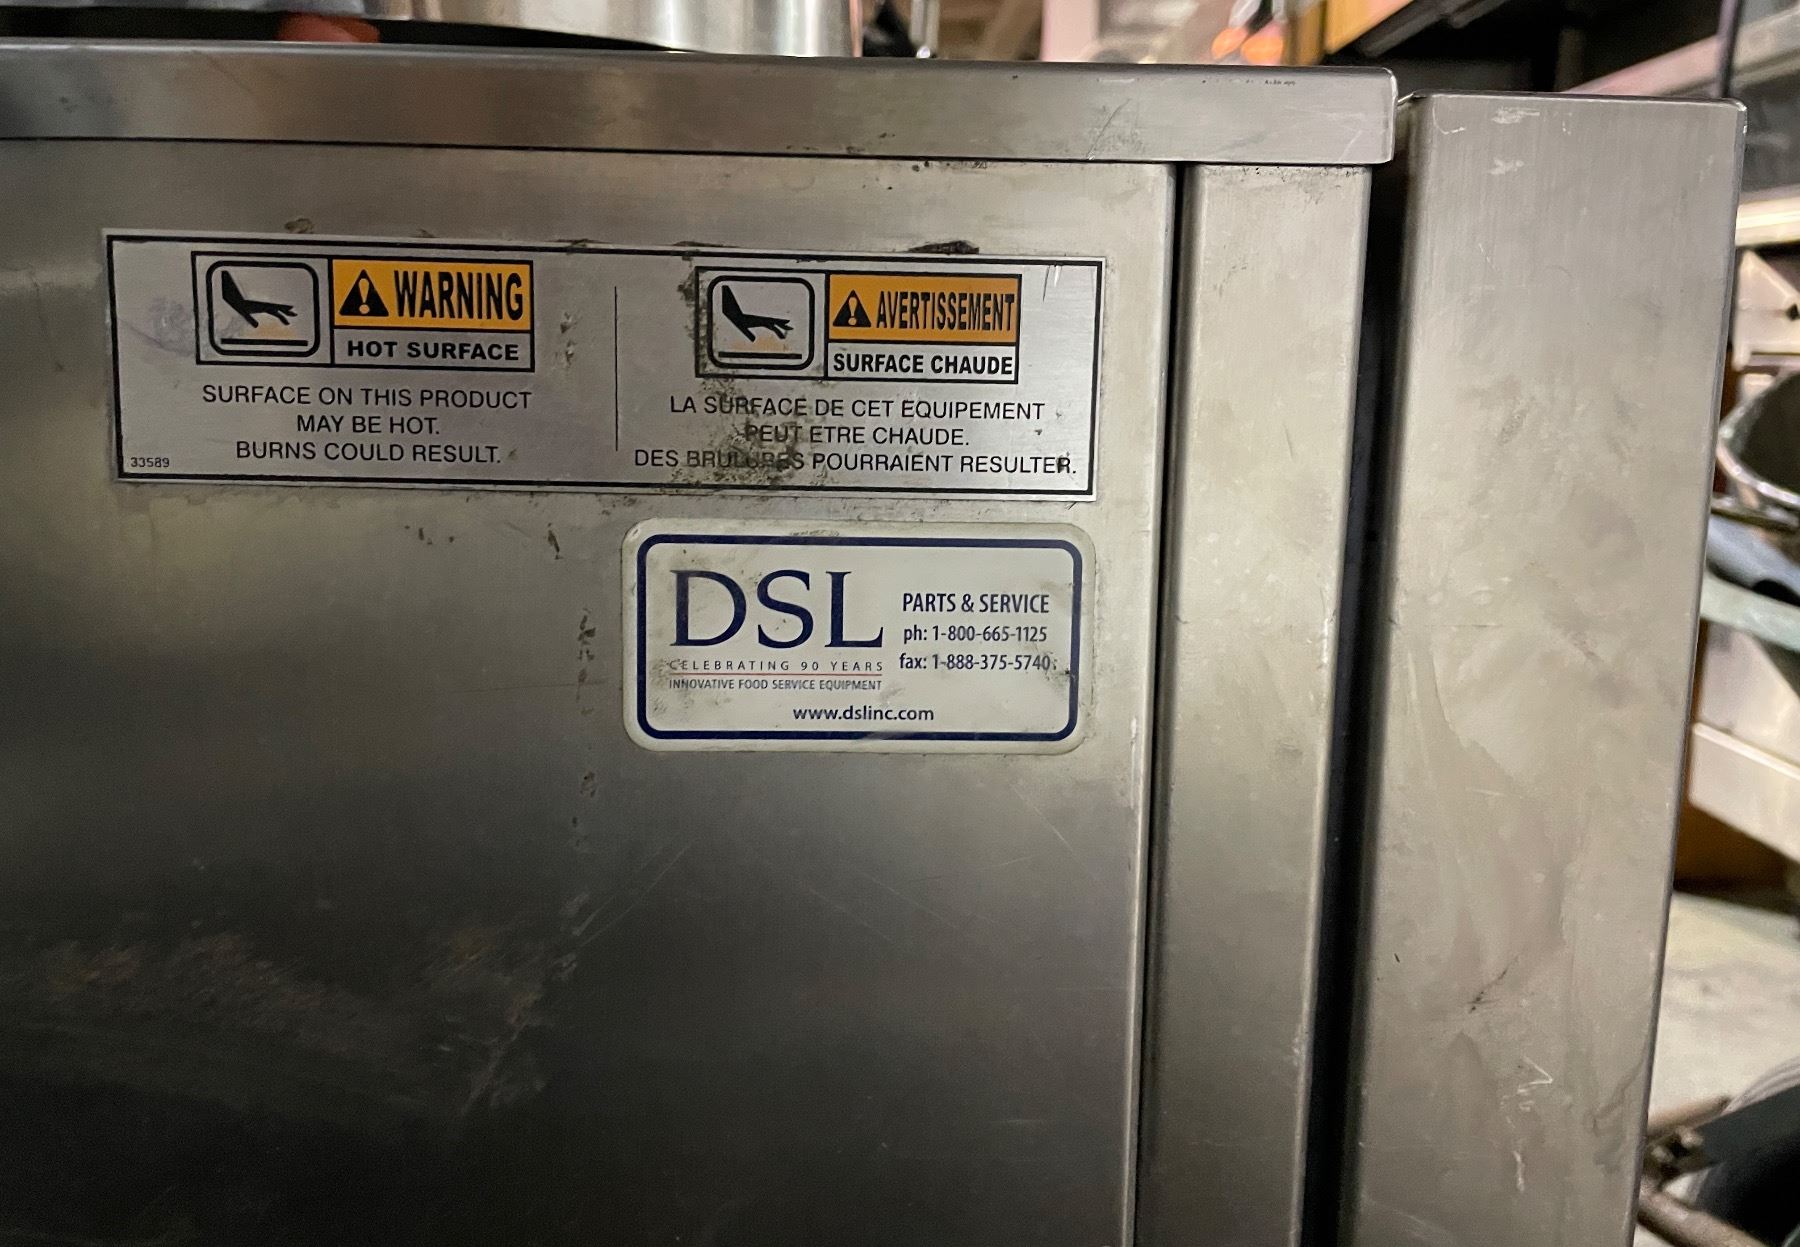 WARNING
HOT SURFACE
SURFACE ON THIS PRODUCT
MAY BE HOT.
BURNS COULD RESULT.
33589
AVERTISSEMENT
SURFACE CHAUDE
LA SURFACE DE CET EQUIPEMENT
PEUT ETRE CHAUDE.
DES BRULURES POURRAIENT RESULTER.
DSL
CELEBRATING 90 YEARS
INNOVATIVE FOOD SERVICE EQUIPMENT
PARTS & SERVICE
ph: 1-800-665-1125
fax: 1-888-375-5740
www.dslinc.com